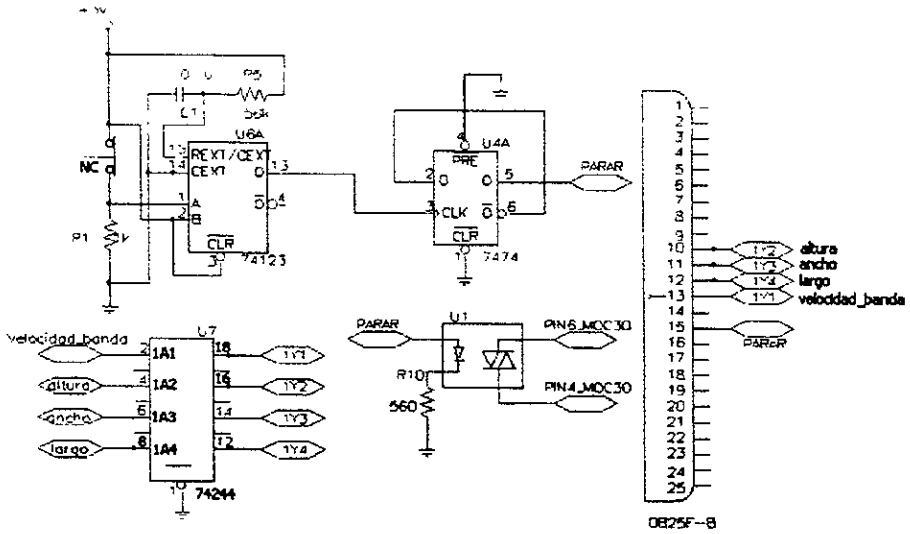 + 5V
R5
56k
C1
U6A
15 REXT/CEXT
14 CEXT
Q 13
1 A
2 B
Q 4
CLR
3
74123
NC
R1
4
PRE
U4A
2 D
Q 5
3 CLK
Q 6
CLR
1
7474
PARAR
1
2
3
4
5
6
7
8
9
10 1Y2 altura
11 1Y3 ancho
12 1Y4 largo
13 1Y1 velocidad_banda
14
15
PARAR
16
17
18
19
20
21
22
23
24
25
DB25F-B
velocidad_banda
U7
2 1A1 18 1Y1
altura 4 1A2 16 1Y2
ancho 6 1A3 14 1Y3
largo 8 1A4 12 1Y4
1
74244
PARAR
U1
PIN6_MOC30
R10
560
PIN4_MOC30